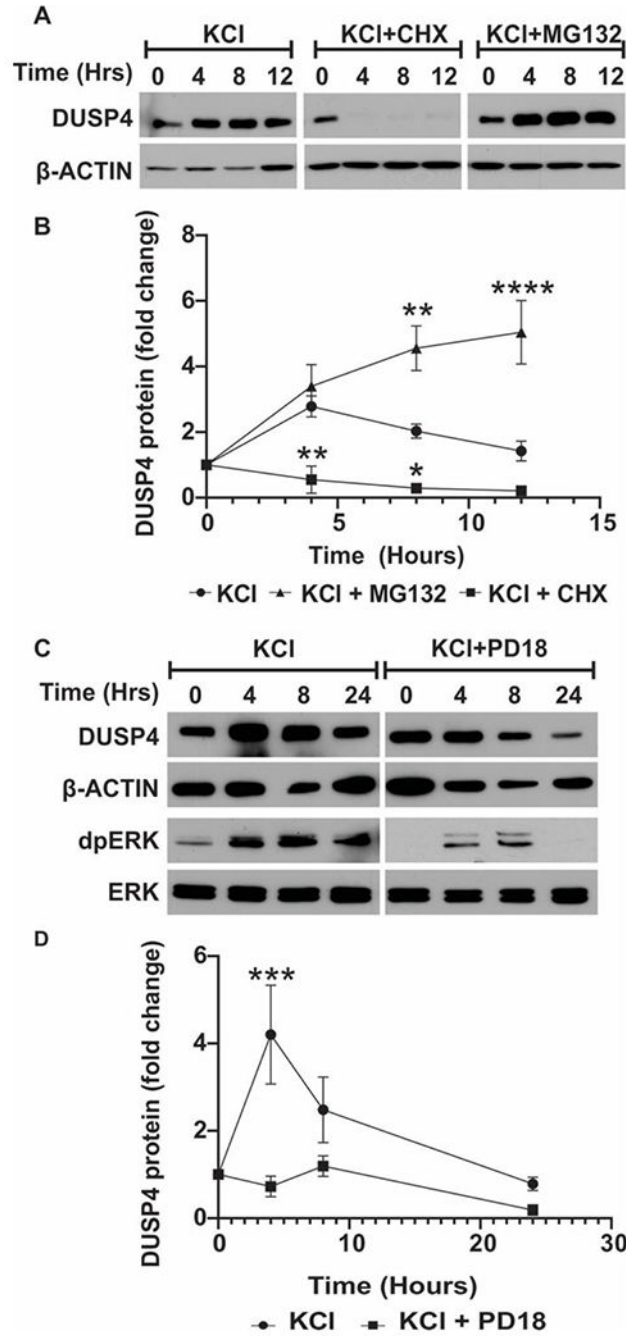 A
KCl KCl+CHX KCl+MG132
Time (Hrs) 0 4 8 12 0 4 8 12 0 4 8 12
DUSP4
β-ACTIN
B
DUSP4 protein (fold change)
8
6
4
2
0
** ****
** *
0 5 10 15
Time (Hours)
KCl KCl + MG132 KCl + CHX
C
KCl KCl+PD18
Time (Hrs) 0 4 8 24 0 4 8 24
DUSP4
β-ACTIN
dpERK
ERK
D
DUSP4 protein (fold change)
6
4
2
0
***
0 10 20 30
Time (Hours)
KCl KCl + PD18